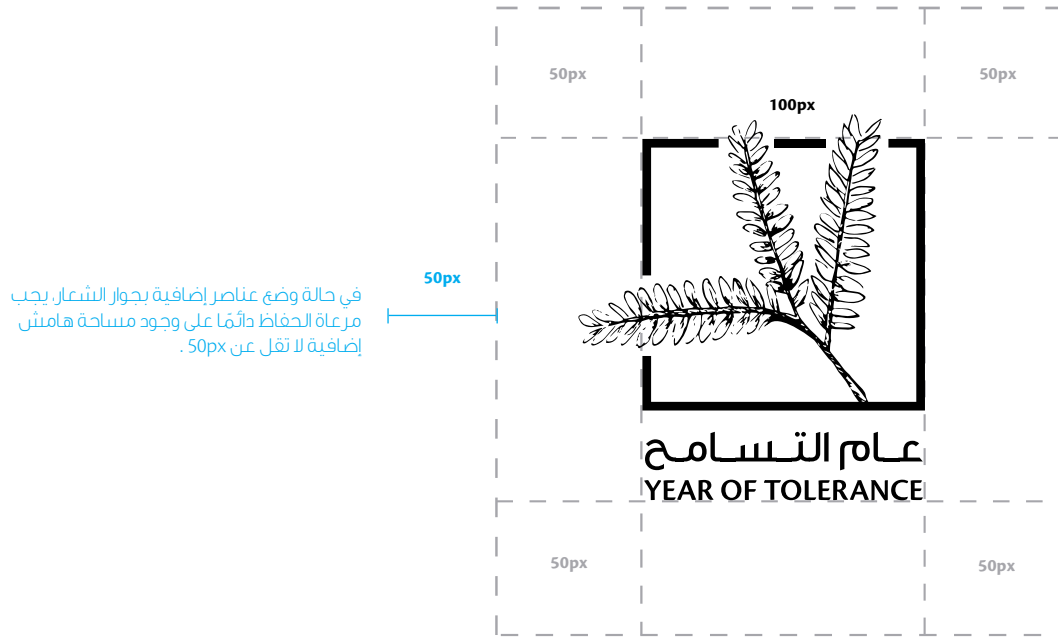 50px
50px
100px
50px
في حالة وضع عناصر إضافية بجوار الشعار، يجب
مرعاة الحفاظ دائمًا على وجود مساحة هامش
إضافية لا تقل عن 50px .
عام التسامح
YEAR OF TOLERANCE
50px
50px